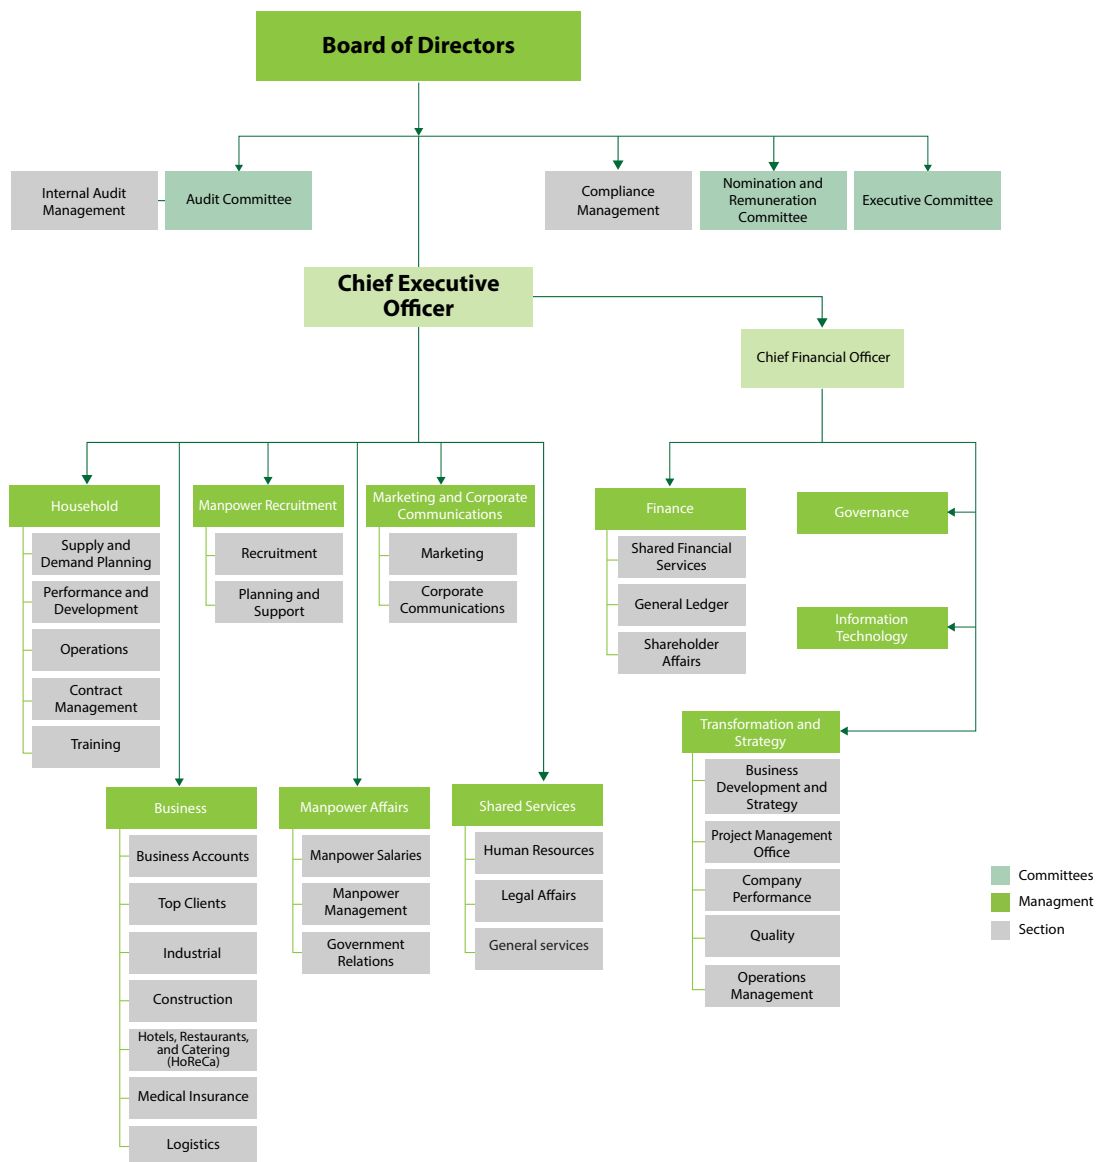 Board of Directors
Internal Audit
Management
Audit Committee
Compliance
Management
Nomination and
Remuneration
Committee
Executive Committee
Chief Executive
Officer
Chief Financial Officer
Household
Supply and
Demand Planning
Performance and
Development
Operations
Contract
Management
Training
Manpower Recruitment
Recruitment
Planning and
Support
Marketing and Corporate
Communications
Marketing
Corporate
Communications
Finance
Shared Financial
Services
General Ledger
Shareholder
Affairs
Governance
Information
Technology
Transformation and
Strategy
Business
Development and
Strategy
Project Management
Office
Company
Performance
Quality
Operations
Management
Business
Business Accounts
Top Clients
Industrial
Construction
Hotels, Restaurants,
and Catering
(HoReCa)
Medical Insurance
Logistics
Manpower Affairs
Manpower Salaries
Manpower
Management
Government
Relations
Shared Services
Human Resources
Legal Affairs
General services
Committees
Managment
Section